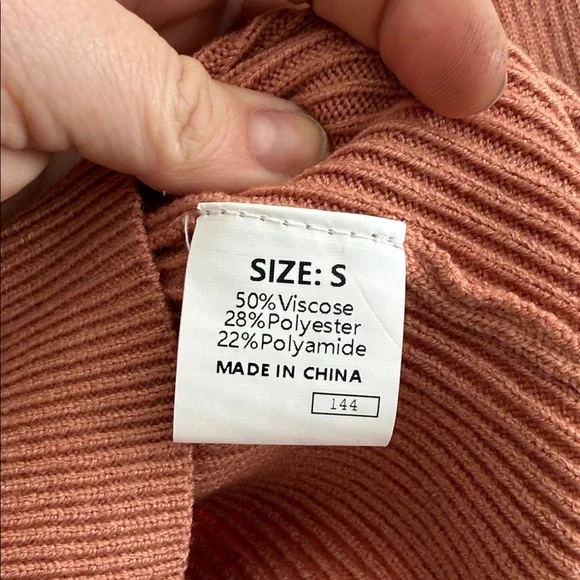 SIZE: S
50%Viscose
28%Polyester
22%Polyamide
MADE IN CHINA
144